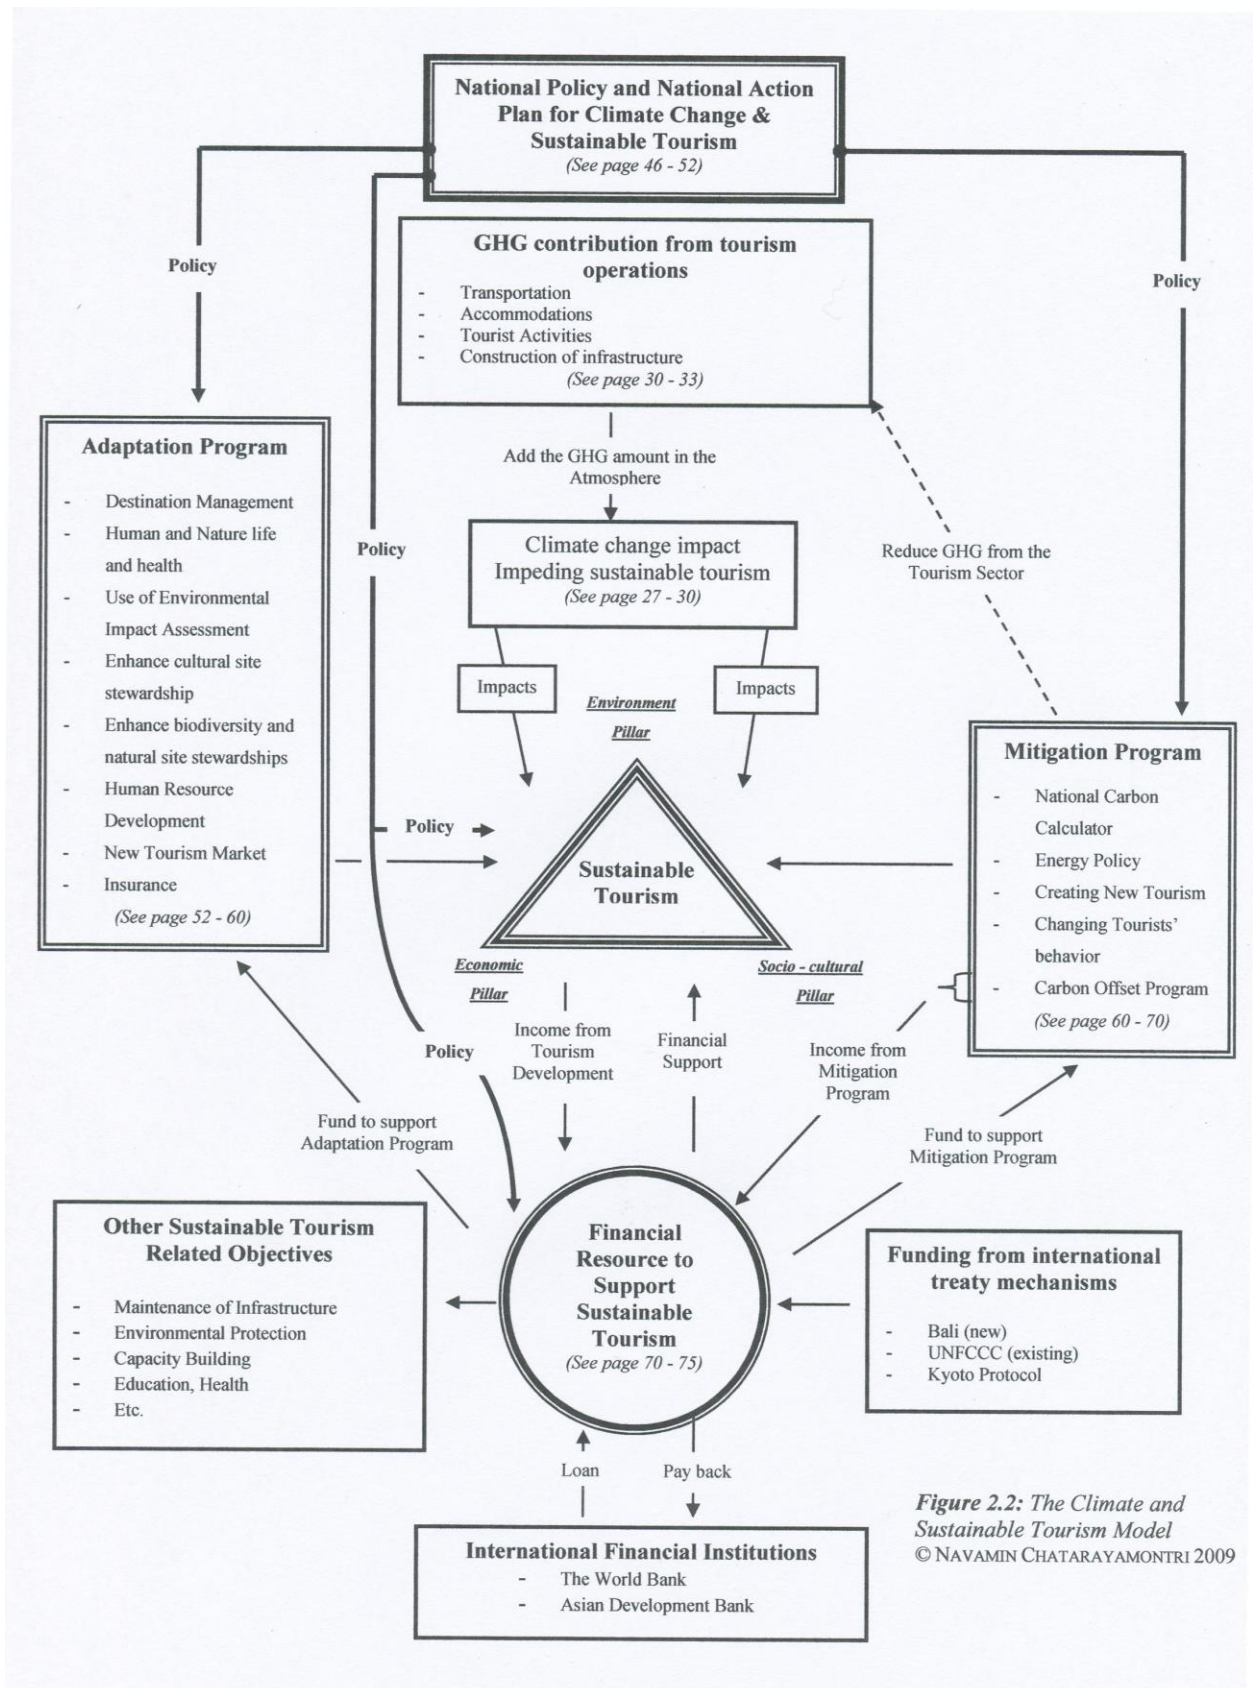 National Policy and National Action
Plan for Climate Change &
Sustainable Tourism
(See page 46 - 52)
GHG contribution from tourism
operations
- Transportation
- Accommodations
- Tourist Activities
- Construction of infrastructure
(See page 30 - 33)
Policy
Policy
Adaptation Program
- Destination Management
- Human and Nature life
and health
- Use of Environmental
Impact Assessment
- Enhance cultural site
stewardship
- Enhance biodiversity and
natural site stewardships
- Human Resource
Development
- New Tourism Market
- Insurance
(See page 52 - 60)
Policy
Add the GHG amount in the
Atmosphere
Climate change impact
Impeding sustainable tourism
(See page 27 - 30)
Impacts
Impacts
Reduce GHG from the
Tourism Sector
Environment
Pillar
Policy
Sustainable
Tourism
Economic
Pillar
Socio - cultural
Pillar
Mitigation Program
- National Carbon
Calculator
- Energy Policy
- Creating New Tourism
- Changing Tourists'
behavior
- Carbon Offset Program
(See page 60 - 70)
Policy
Income from
Tourism
Development
Financial
Support
Income from
Mitigation
Program
Fund to support
Adaptation Program
Fund to support
Mitigation Program
Other Sustainable Tourism
Related Objectives
- Maintenance of Infrastructure
- Environmental Protection
- Capacity Building
- Education, Health
- Etc.
Financial
Resource to
Support
Sustainable
Tourism
(See page 70 - 75)
Funding from international
treaty mechanisms
- Bali (new)
- UNFCCC (existing)
- Kyoto Protocol
Loan
Pay back
International Financial Institutions
- The World Bank
- Asian Development Bank
Figure 2.2: The Climate and
Sustainable Tourism Model
© NAVAMIN CHATARAYAMONTRI 2009